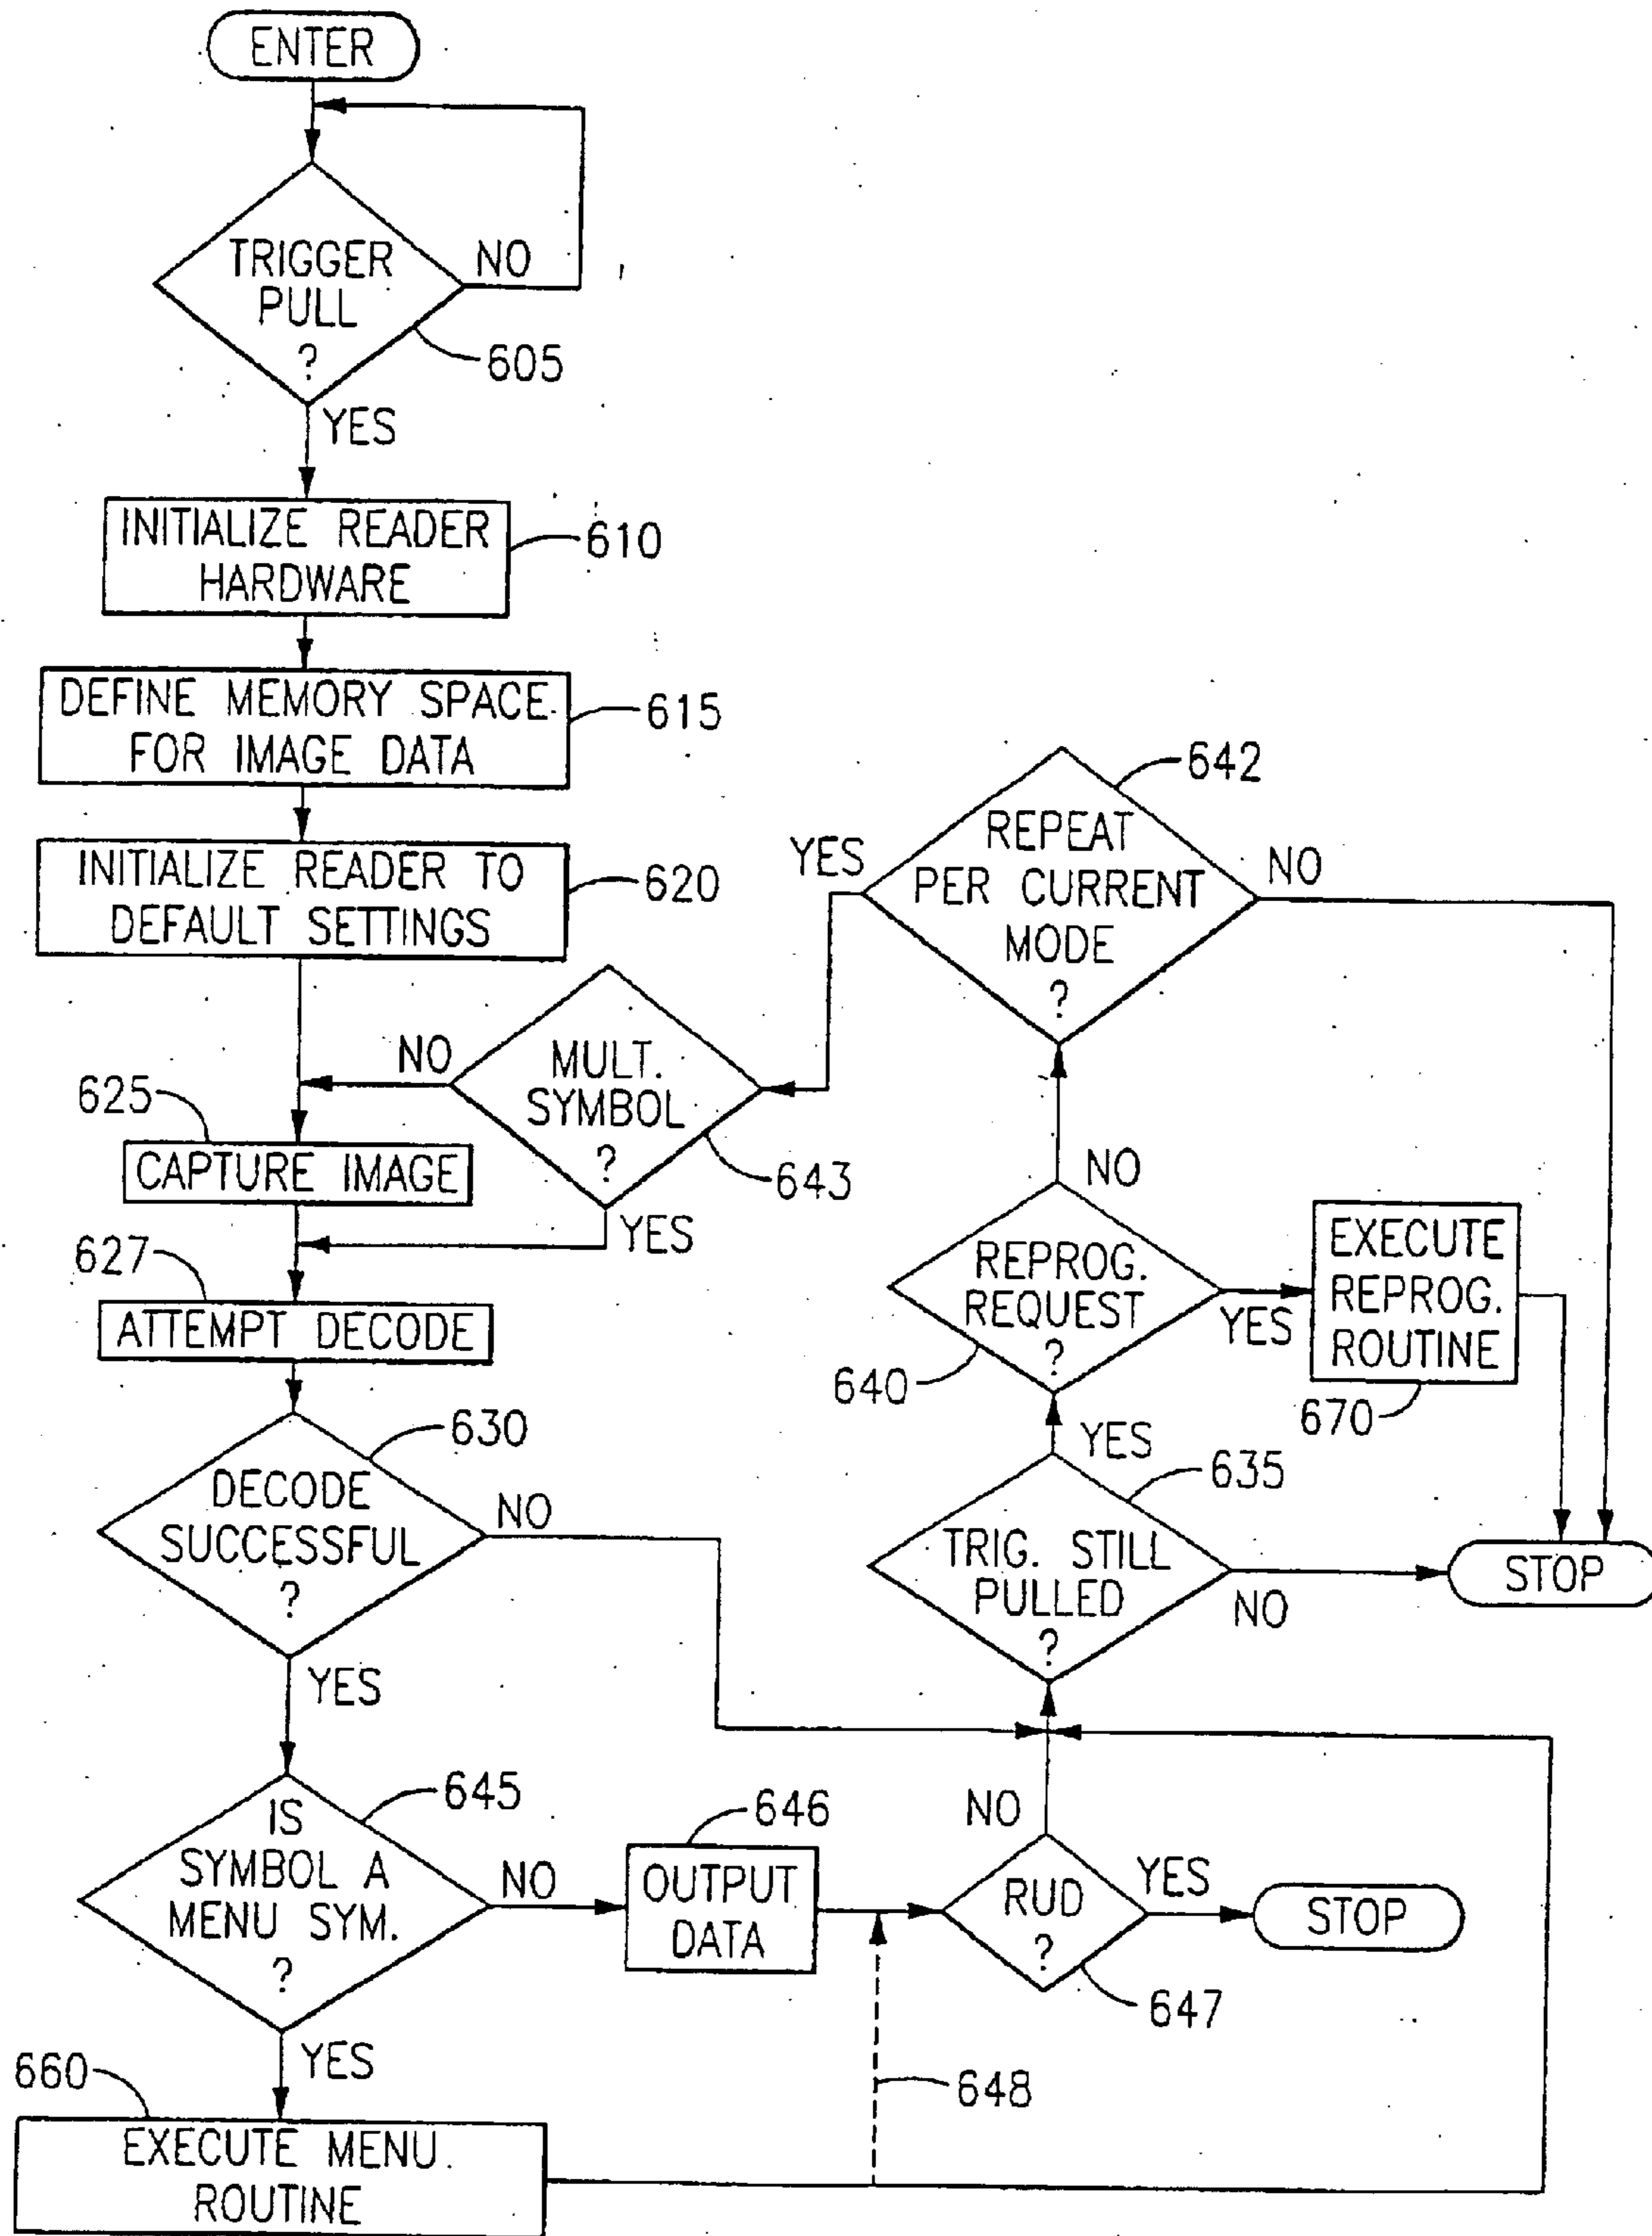 ENTER
TRIGGER
PULL
?
NO
605
YES
INITIALIZE READER
HARDWARE
610
DEFINE MEMORY SPACE
FOR IMAGE DATA
615
INITIALIZE READER TO
DEFAULT SETTINGS
620
642
REPEAT
PER CURRENT
MODE
?
YES
NO
MULT.
SYMBOL
?
NO
643
YES
625
CAPTURE IMAGE
627
ATTEMPT DECODE
NO
REPROG.
REQUEST
?
640
YES
EXECUTE
REPROG.
ROUTINE
670
630
DECODE
SUCCESSFUL
?
NO
YES
YES
635
TRIG. STILL
PULLED
?
NO
STOP
645
IS
SYMBOL A
MENU SYM.
?
NO
646
OUTPUT
DATA
NO
RUD
?
YES
STOP
647
YES
648
660
EXECUTE MENU
ROUTINE